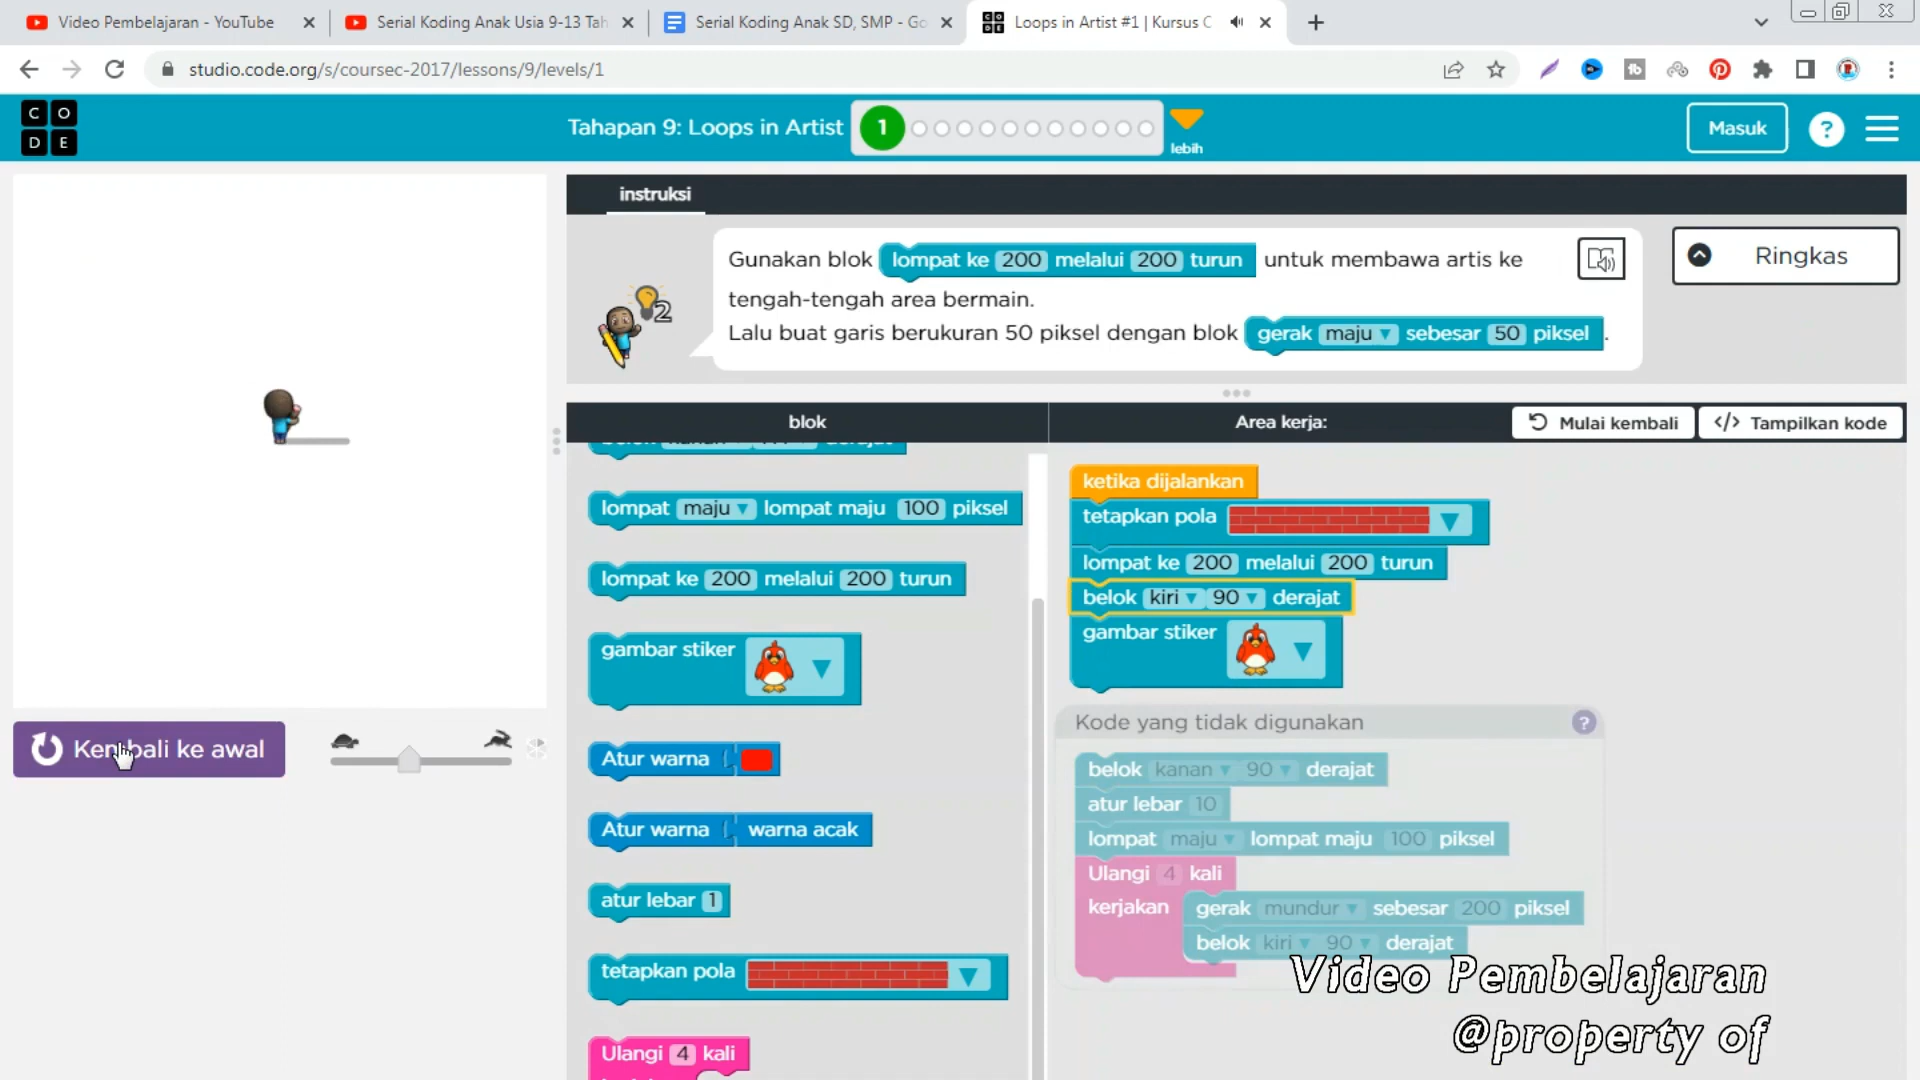 Video Pembelajaran - YouTube
Serial Koding Anak Usia 9-13 Tah
Serial Koding Anak SD, SMP - Go
Loops in Artist #1 | Kursus C
studio.code.org/s/coursec-2017/lessons/9/levels/1
C O
D E
Tahapan 9: Loops in Artist
1
lebih
Masuk
?
instruksi
Gunakan blok lompat ke 200 melalui 200 turun untuk membawa artis ke
tengah-tengah area bermain.
Lalu buat garis berukuran 50 piksel dengan blok gerak maju sebesar 50 piksel .
2
Ringkas
blok
Area kerja:
Mulai kembali
</> Tampilkan kode
lompat maju lompat maju 100 piksel
lompat ke 200 melalui 200 turun
gambar stiker
Atur warna
Atur warna warna acak
atur lebar 1
tetapkan pola
Ulangi 4 kali
ketika dijalankan
tetapkan pola
lompat ke 200 melalui 200 turun
belok kiri 90 derajat
gambar stiker
Kode yang tidak digunakan
?
belok kanan 90 derajat
atur lebar 10
lompat maju lompat maju 100 piksel
Ulangi 4 kali
kerjakan gerak mundur sebesar 200 piksel
belok kiri 90 derajat
Kembali ke awal
Video Pembelajaran
@property of